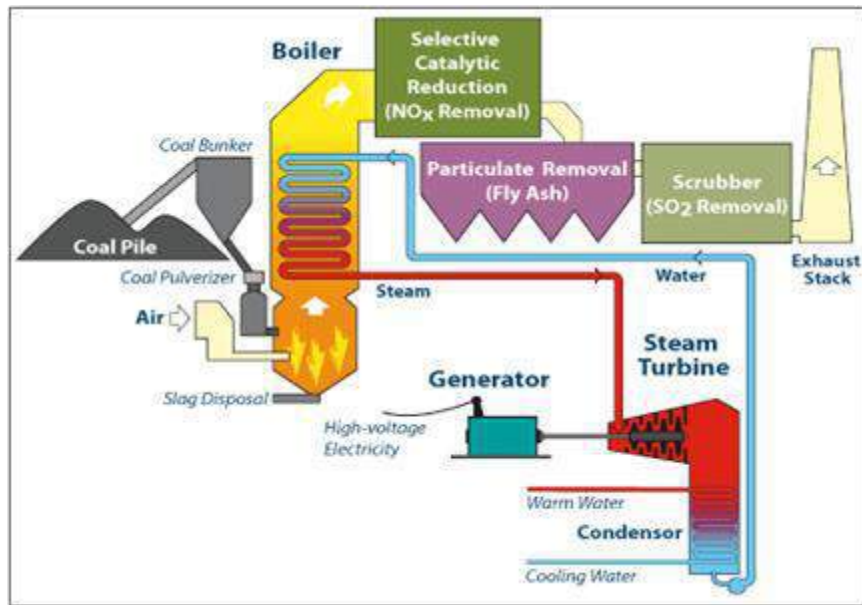 Selective
Catalytic
Reduction
(NOx Removal)
Boiler
Coal Bunker
Particulate Removal
(Fly Ash)
Scrubber
(SO2 Removal)
Coal Pile
Exhaust
Stack
Coal Pulverizer
Steam
Water
Air
Steam
Turbine
Generator
Slag Disposal
High-voltage
Electricity
Warm Water
Condensor
Cooling Water